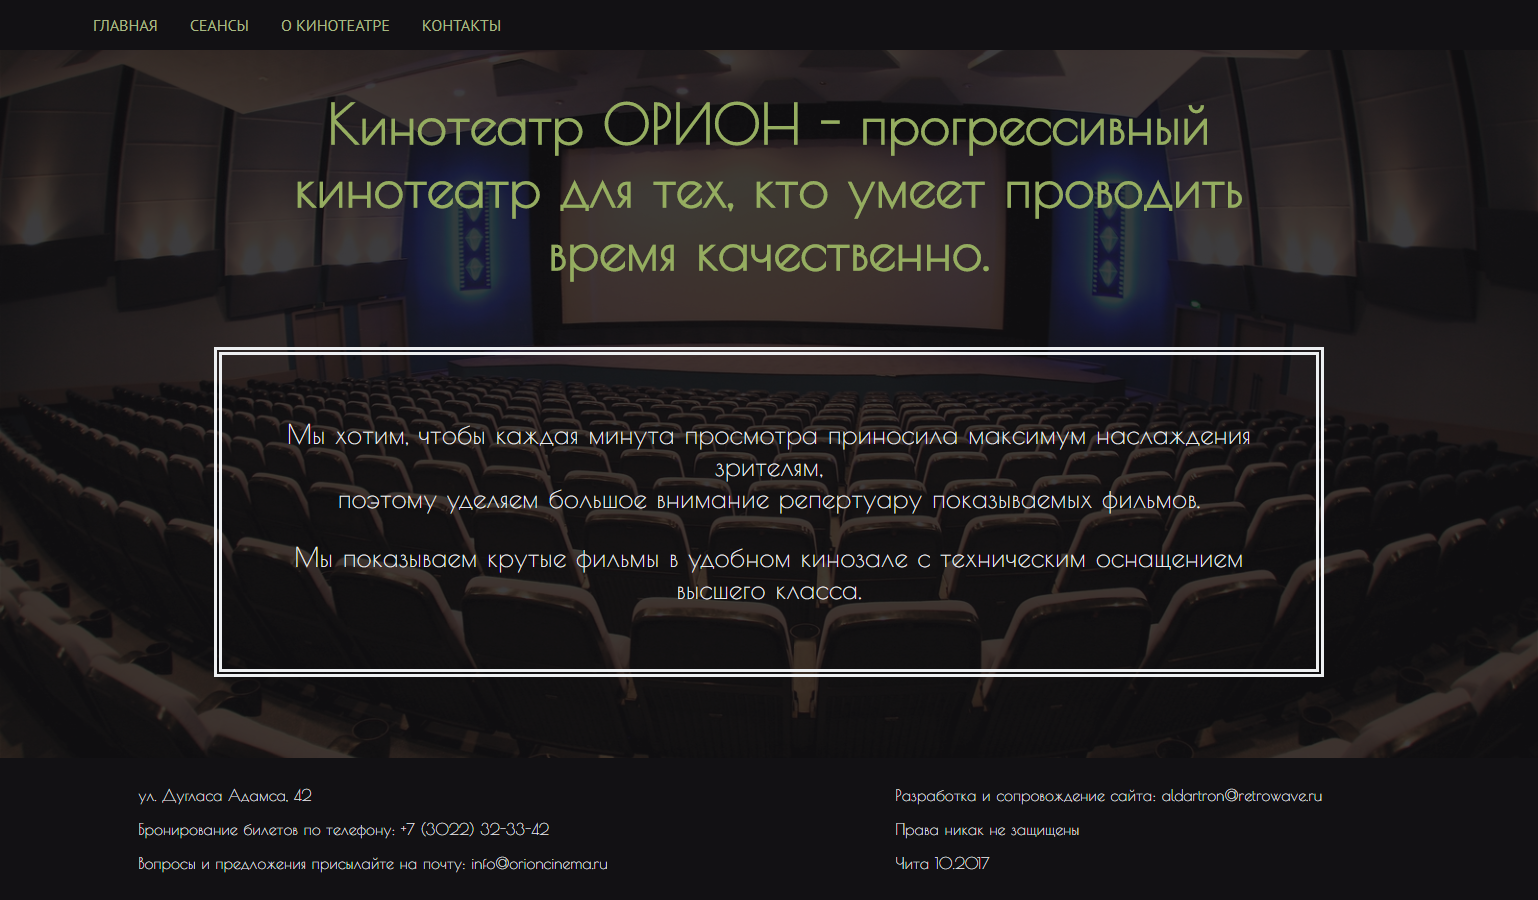 ГЛАВНАЯ СЕАНСЫ О КИНОТЕАТРЕ КОНТАКТЫ
Кинотеатр ОРИОН - прогрессивный
кинотеатр для тех, кто умеет проводить
время качественно.
Мы хотим, чтобы каждая минута просмотра приносила максимум наслаждения
зрителям,
поэтому уделяем большое внимание репертуару показываемых фильмов.
Мы показываем крутые фильмы в удобном кинозале с техническим оснащением
высшего класса.
ул. Дугласа Адамса, 42
Бронирование билетов по телефону: +7 (3022) 32-33-42
Вопросы и предложения присылайте на почту: info@orioncinema.ru
Разработка и сопровождение сайта: aldartron@retrowave.ru
Права никак не защищены
Чита 10.2017